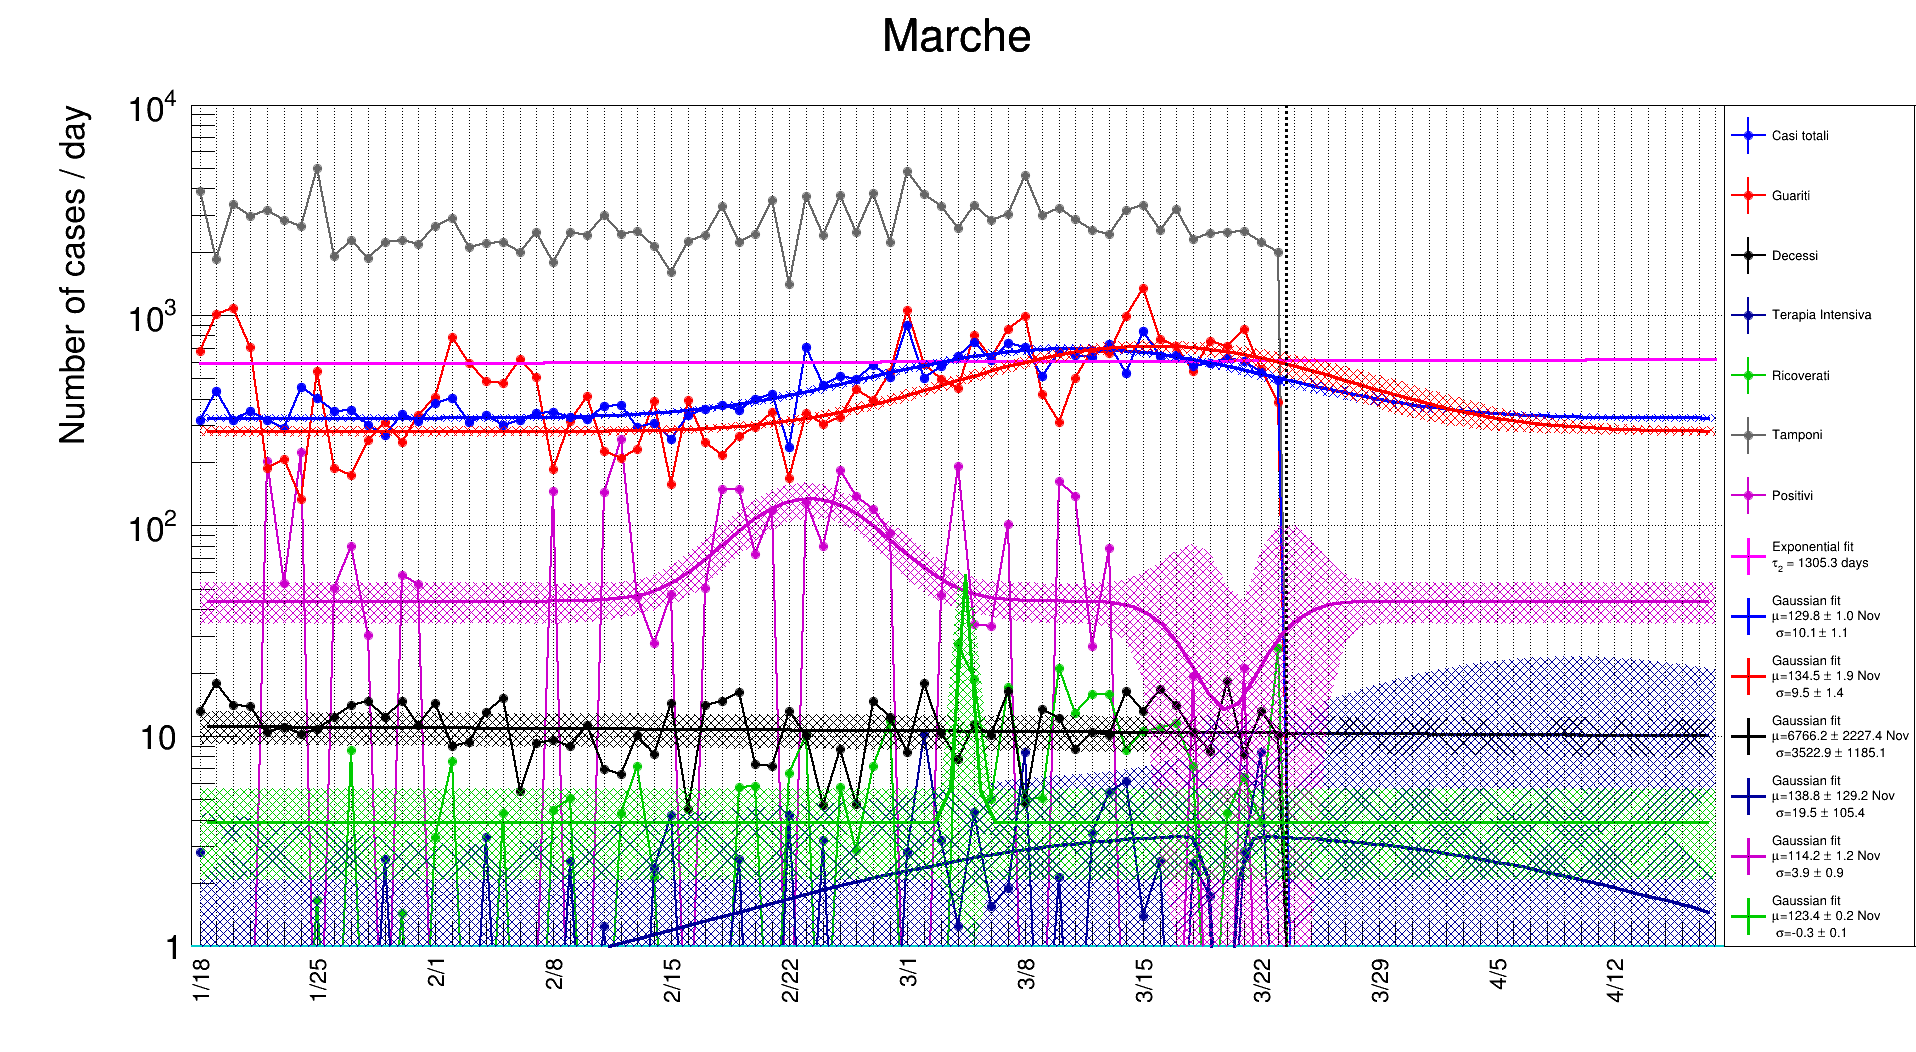 Marche
Number of cases / day
10^4
10^3
10^2
10
1
1/18
1/25
2/1
2/8
2/15
2/22
3/1
3/8
3/15
3/22
3/29
4/5
4/12
Casi totali
Guariti
Decessi
Terapia Intensiva
Ricoverati
Tamponi
Positivi
Exponential fit
τ₂ = 1305.3 days
Gaussian fit
μ=129.8 ± 1.0 Nov
σ=10.1 ± 1.1
Gaussian fit
μ=134.5 ± 1.9 Nov
σ=9.5 ± 1.4
Gaussian fit
μ=6766.2 ± 2227.4 Nov
σ=3522.9 ± 1185.1
Gaussian fit
μ=138.8 ± 129.2 Nov
σ=19.5 ± 105.4
Gaussian fit
μ=114.2 ± 1.2 Nov
σ=3.9 ± 0.9
Gaussian fit
μ=123.4 ± 0.2 Nov
σ=-0.3 ± 0.1